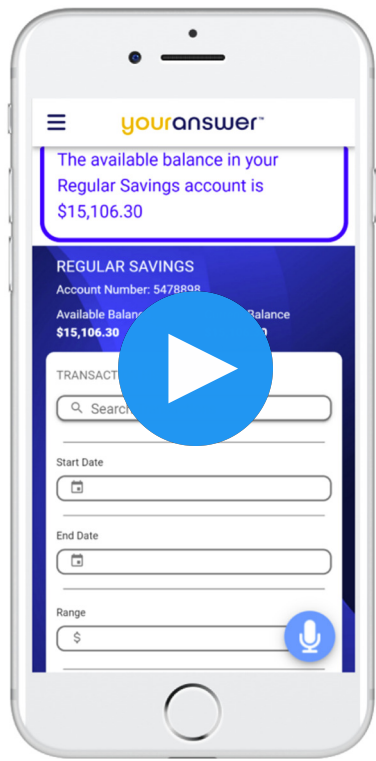 youranswer™
The available balance in your
Regular Savings account is
$15,106.30
REGULAR SAVINGS
Account Number: 5478898
Available Balance
$15,106.30
TRANSACT
Search
Start Date
End Date
Range
$